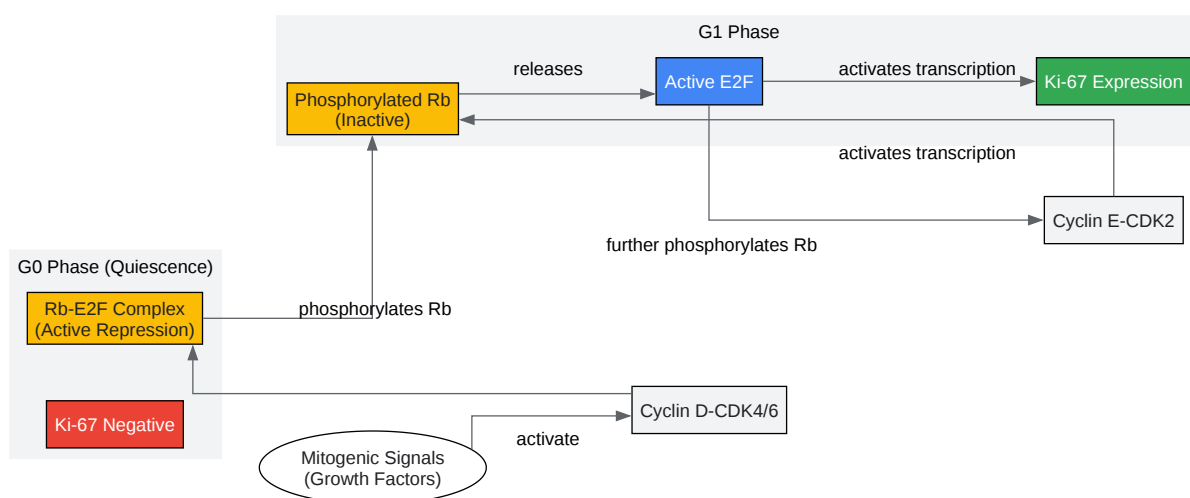 G1 Phase
releases
Active E2F
activates transcription
Ki-67 Expression
Phosphorylated Rb
(Inactive)
activates transcription
Cyclin E-CDK2
further phosphorylates Rb
G0 Phase (Quiescence)
Rb-E2F Complex
(Active Repression)
phosphorylates Rb
Ki-67 Negative
Cyclin D-CDK4/6
activate
Mitogenic Signals
(Growth Factors)